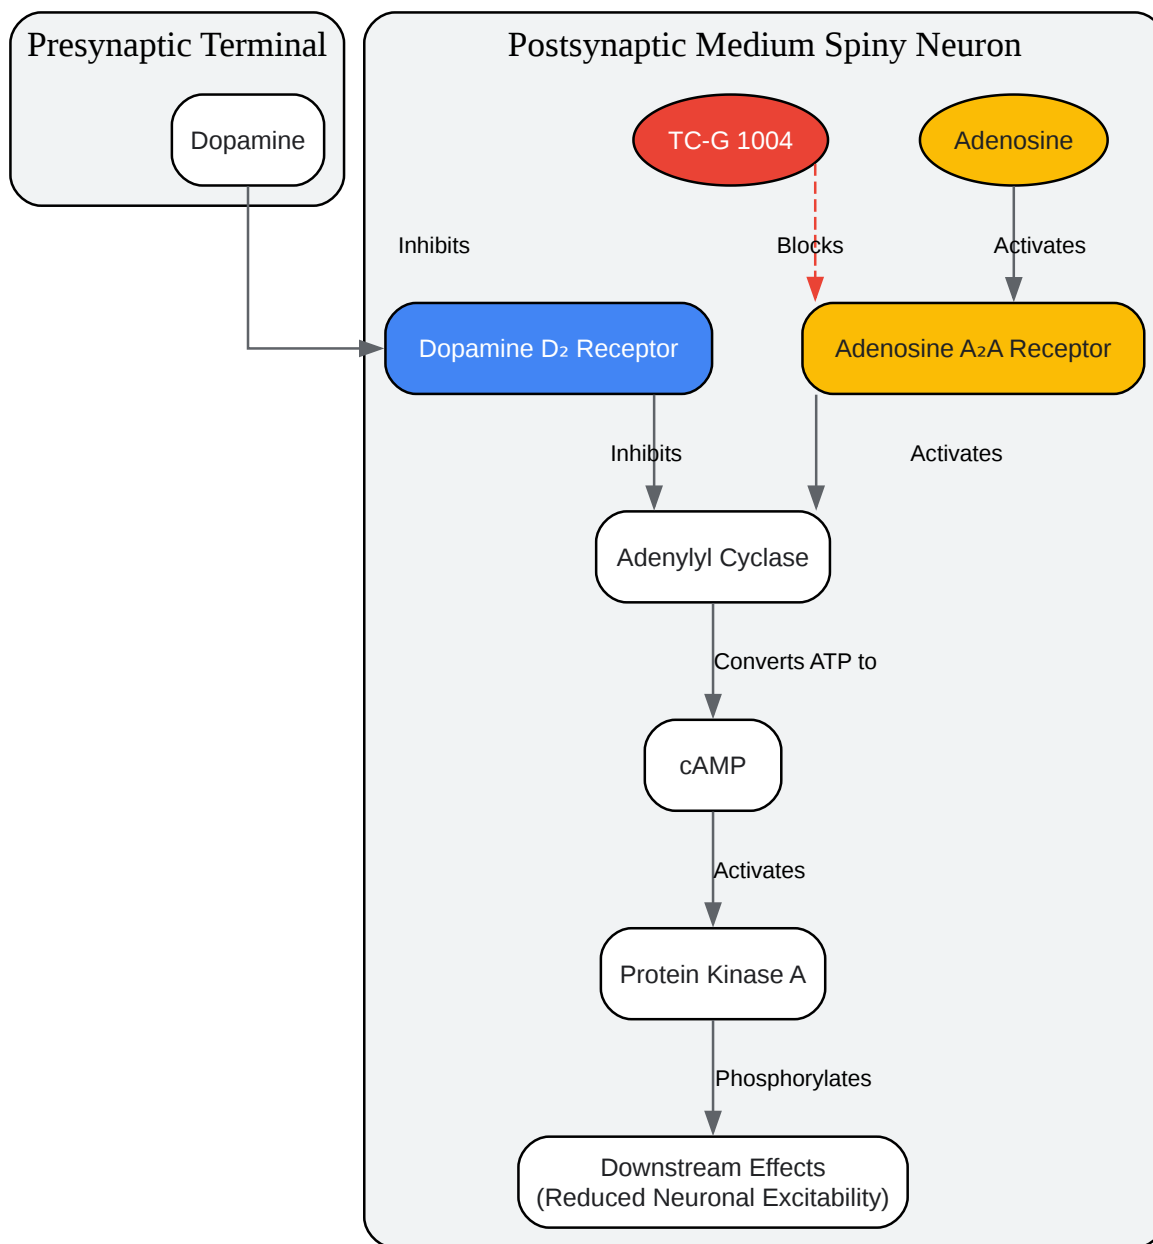 Presynaptic Terminal
Postsynaptic Medium Spiny Neuron
Dopamine
TC-G 1004
Adenosine
Inhibits
Blocks
Activates
Dopamine D₂ Receptor
Adenosine A₂A Receptor
Inhibits
Activates
Adenylyl Cyclase
Converts ATP to
cAMP
Activates
Protein Kinase A
Phosphorylates
Downstream Effects
(Reduced Neuronal Excitability)